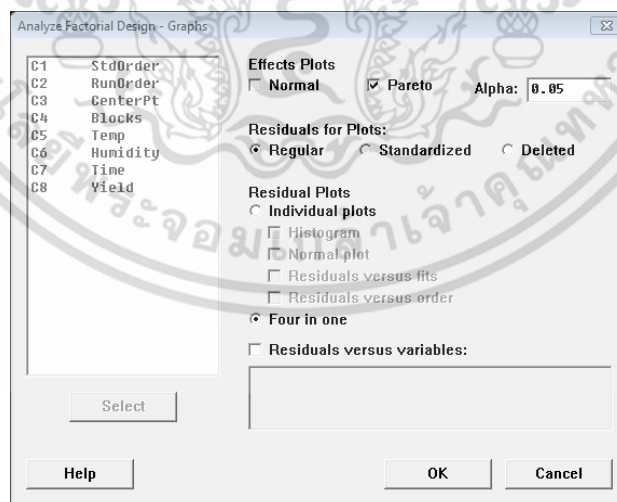 Analyze Factorial Design - Graphs
C1 StdOrder
C2 RunOrder
C3 CenterPt
C4 Blocks
C5 Temp
C6 Humidity
C7 Time
C8 Yield
Select
Help
Effects Plots
Normal Pareto Alpha: 0.05
Residuals for Plots:
Regular Standardized Deleted
Residual Plots
Individual plots
Histogram
Normal plot
Residuals versus fits
Residuals versus order
Four in one
Residuals versus variables:
OK Cancel